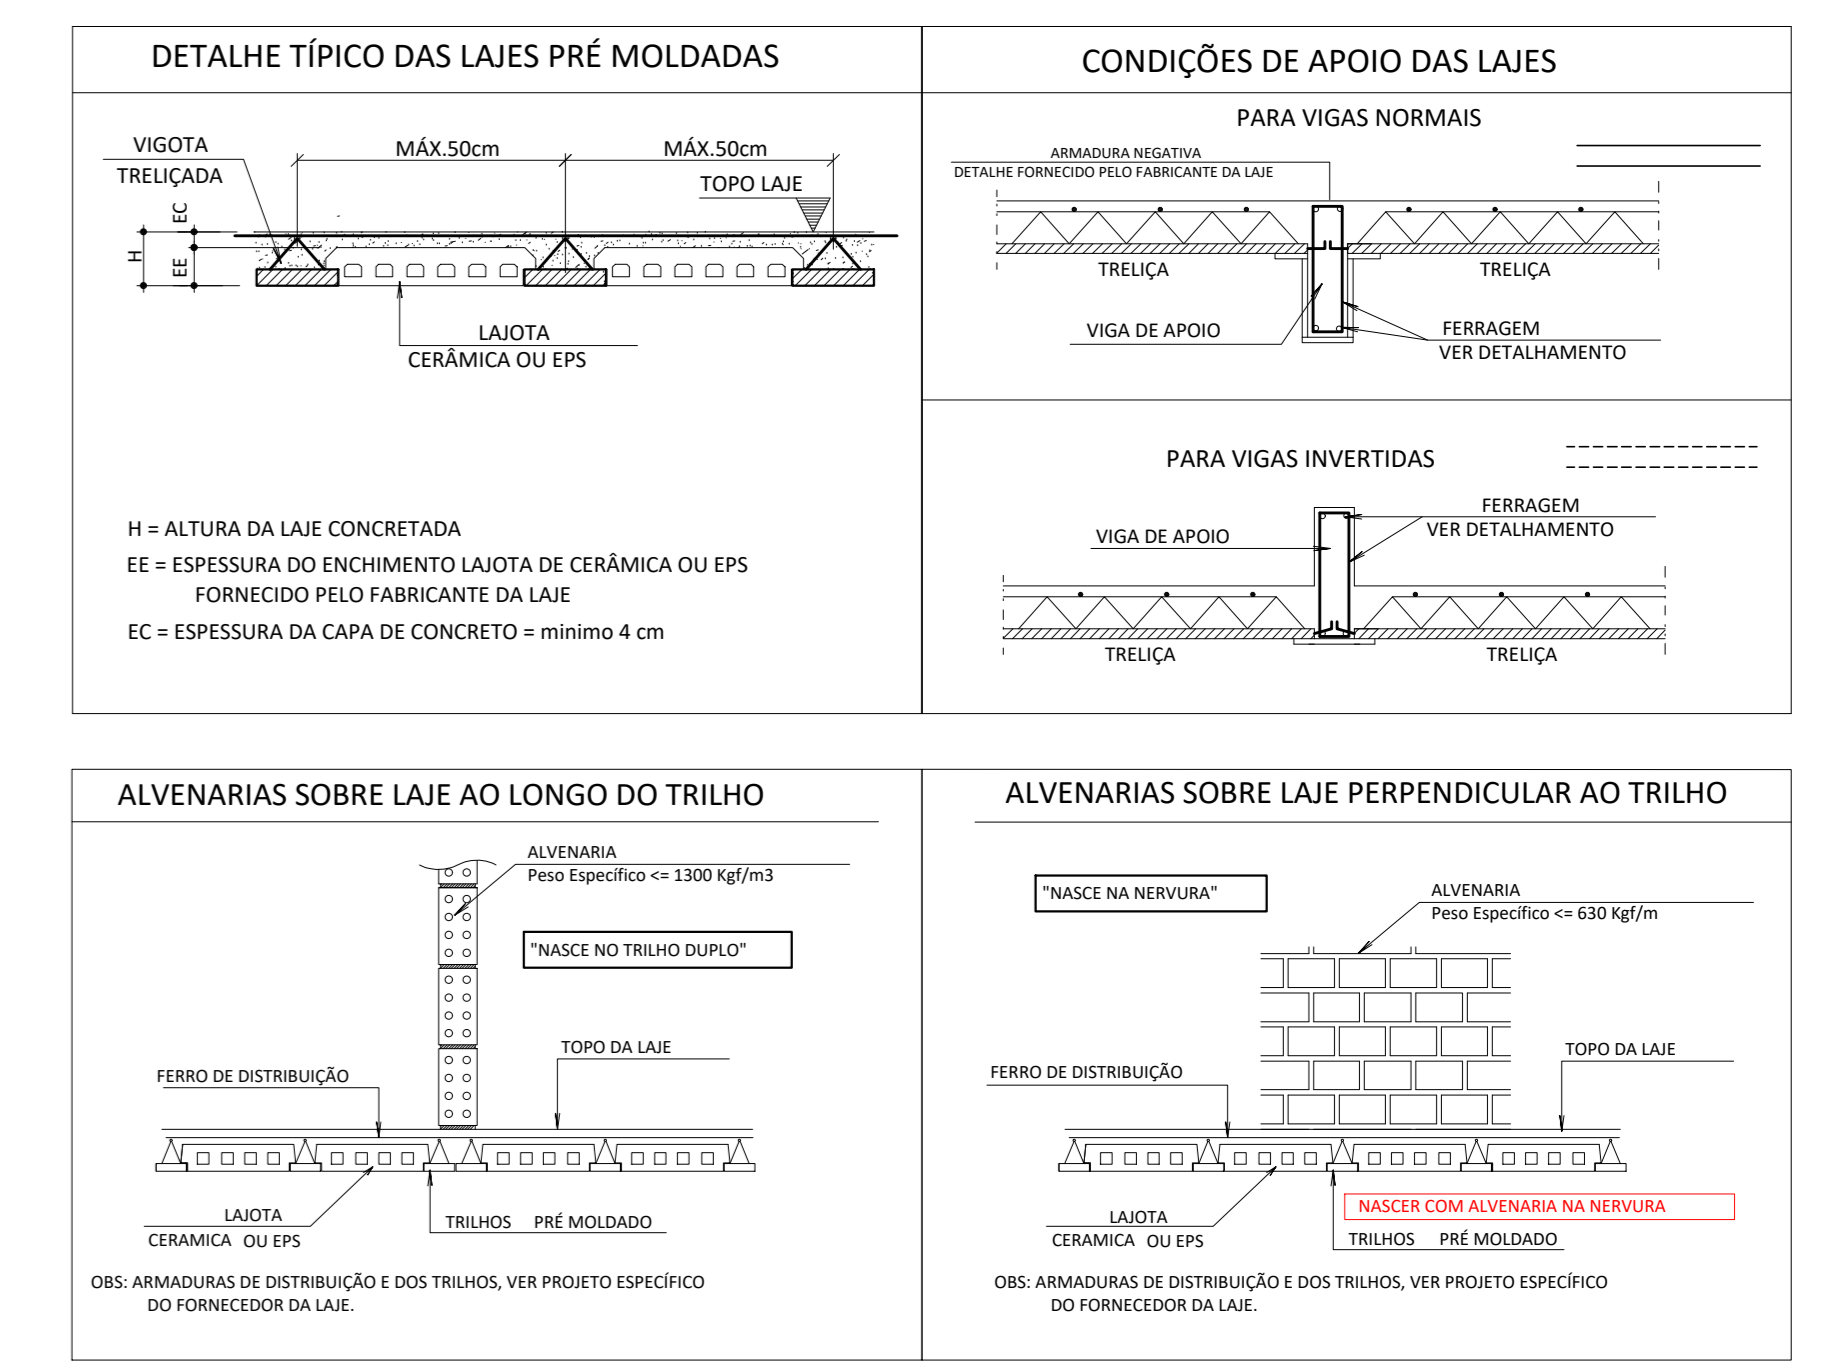 DETALHE TÍPICO DAS LAJES PRÉ MOLDADAS
VIGOTA
TRELIÇADA
MÁX.50cm
MÁX.50cm
TOPO LAJE
EC
H
EE
LAJOTA
CERÂMICA OU EPS
H = ALTURA DA LAJE CONCRETADA
EE = ESPESSURA DO ENCHIMENTO LAJOTA DE CERÂMICA OU EPS
FORNECIDO PELO FABRICANTE DA LAJE
EC = ESPESSURA DA CAPA DE CONCRETO = minimo 4 cm
CONDIÇÕES DE APOIO DAS LAJES
PARA VIGAS NORMAIS
ARMADURA NEGATIVA
DETALHE FORNECIDO PELO FABRICANTE DA LAJE
TRELIÇA
TRELIÇA
VIGA DE APOIO
FERRAGEM
VER DETALHAMENTO
PARA VIGAS INVERTIDAS
FERRAGEM
VER DETALHAMENTO
VIGA DE APOIO
TRELIÇA
TRELIÇA
ALVENARIAS SOBRE LAJE AO LONGO DO TRILHO
ALVENARIA
Peso Específico <= 1300 Kgf/m3
"NASCE NO TRILHO DUPLO"
TOPO DA LAJE
FERRO DE DISTRIBUIÇÃO
LAJOTA
CERAMICA OU EPS
TRILHOS PRÉ MOLDADO
OBS: ARMADURAS DE DISTRIBUIÇÃO E DOS TRILHOS, VER PROJETO ESPECÍFICO
DO FORNECEDOR DA LAJE.
ALVENARIAS SOBRE LAJE PERPENDICULAR AO TRILHO
"NASCE NA NERVURA"
ALVENARIA
Peso Específico <= 630 Kgf/m
TOPO DA LAJE
FERRO DE DISTRIBUIÇÃO
NASCER COM ALVENARIA NA NERVURA
LAJOTA
CERAMICA OU EPS
TRILHOS PRÉ MOLDADO
OBS: ARMADURAS DE DISTRIBUIÇÃO E DOS TRILHOS, VER PROJETO ESPECÍFICO
DO FORNECEDOR DA LAJE.